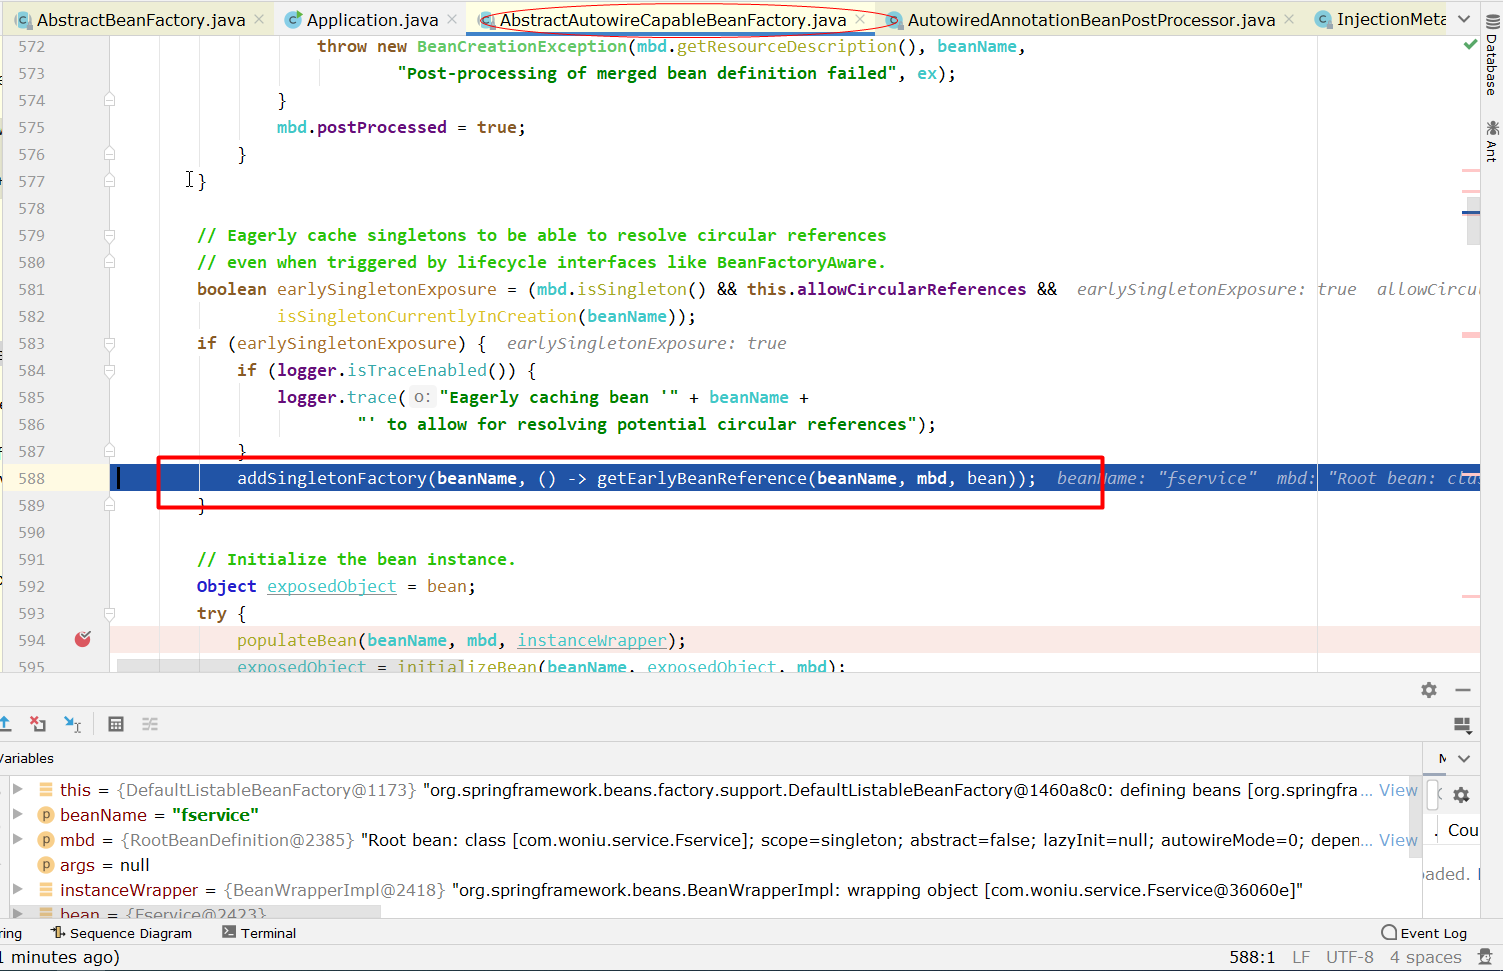 AbstractBeanFactory.java Application.java AbstractAutowireCapableBeanFactory.java AutowiredAnnotationBeanPostProcessor.java InjectionMeta
Database
Ant
572 throw new BeanCreationException(mbd.getResourceDescription(), beanName,
573 "Post-processing of merged bean definition failed", ex);
574 }
575 mbd.postProcessed = true;
576 }
577 }
578
579 // Eagerly cache singletons to be able to resolve circular references
580 // even when triggered by lifecycle interfaces like BeanFactoryAware.
581 boolean earlySingletonExposure = (mbd.isSingleton() && this.allowCircularReferences && earlySingletonExposure: true allowCircu
582 isSingletonCurrentlyInCreation(beanName));
583 if (earlySingletonExposure) { earlySingletonExposure: true
584 if (logger.isTraceEnabled()) {
585 logger.trace( o: "Eagerly caching bean '" + beanName +
586 "' to allow for resolving potential circular references");
587 }
588 addSingletonFactory(beanName, () -> getEarlyBeanReference(beanName, mbd, bean)); beanName: "fservice" mbd: "Root bean: clas
589 }
590
591 // Initialize the bean instance.
592 Object exposedObject = bean;
593 try {
594 populateBean(beanName, mbd, instanceWrapper);
595 exposedObject = initializeBean(beanName, exposedObject, mbd);
Variables
this = {DefaultListableBeanFactory@1173} "org.springframework.beans.factory.support.DefaultListableBeanFactory@1460a8c0: defining beans [org.springfra... View
beanName = "fservice"
mbd = {RootBeanDefinition@2385} "Root bean: class [com.woniu.service.Fservice]; scope=singleton; abstract=false; lazyInit=null; autowireMode=0; depen... View
args = null
instanceWrapper = {BeanWrapperImpl@2418} "org.springframework.beans.BeanWrapperImpl: wrapping object [com.woniu.service.Fservice@36060e]"
bean = {Fservice@2423}
Cou
oaded.
ring Sequence Diagram Terminal Event Log
minutes ago) 588:1 LF UTF-8 4 spaces